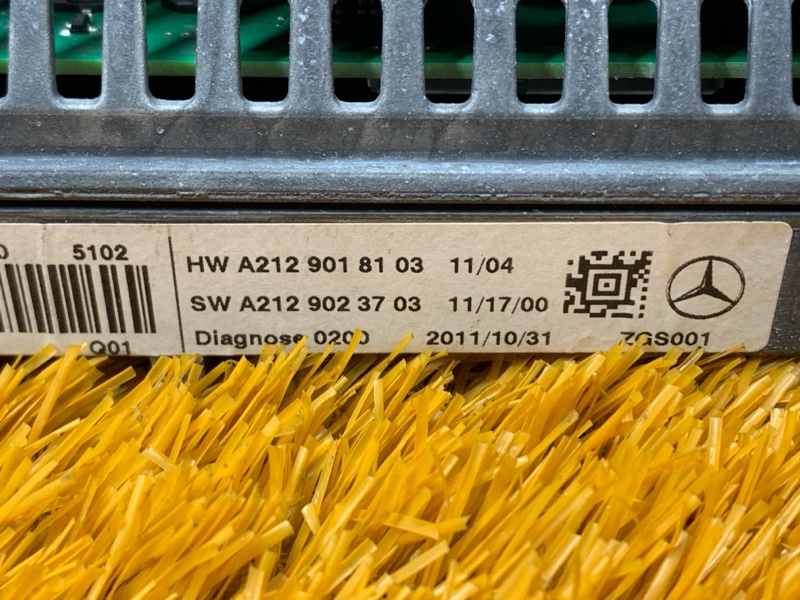 5102
Q01
HW A212 901 81 03 11/04
SW A212 902 37 03 11/17/00
Diagnose 0200 2011/10/31 ZGS001